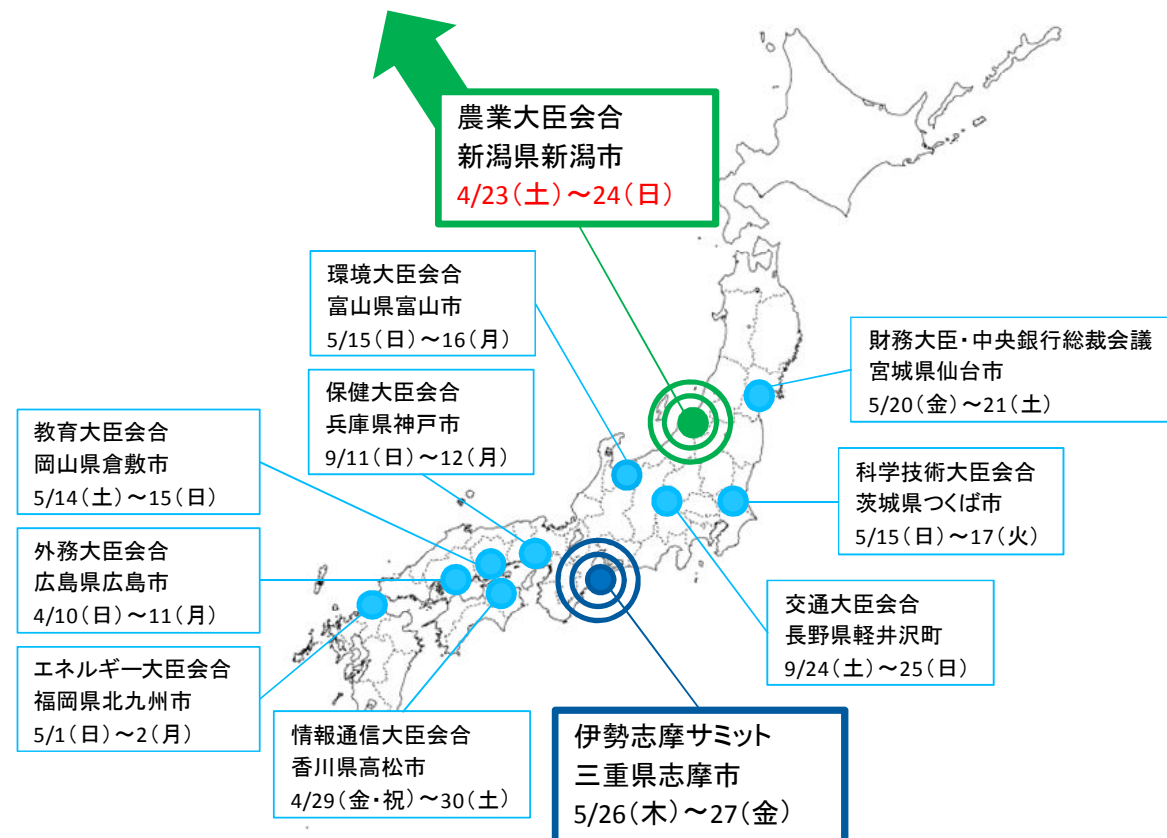 農業大臣会合
新潟県新潟市
4/23(土)～24(日)
環境大臣会合
富山県富山市
5/15(日)～16(月)
保健大臣会合
兵庫県神戸市
9/11(日)～12(月)
教育大臣会合
岡山県倉敷市
5/14(土)～15(日)
外務大臣会合
広島県広島市
4/10(日)～11(月)
エネルギー大臣会合
福岡県北九州市
5/1(日)～2(月)
情報通信大臣会合
香川県高松市
4/29(金・祝)～30(土)
財務大臣・中央銀行総裁会議
宮城県仙台市
5/20(金)～21(土)
科学技術大臣会合
茨城県つくば市
5/15(日)～17(火)
交通大臣会合
長野県軽井沢町
9/24(土)～25(日)
伊勢志摩サミット
三重県志摩市
5/26(木)～27(金)